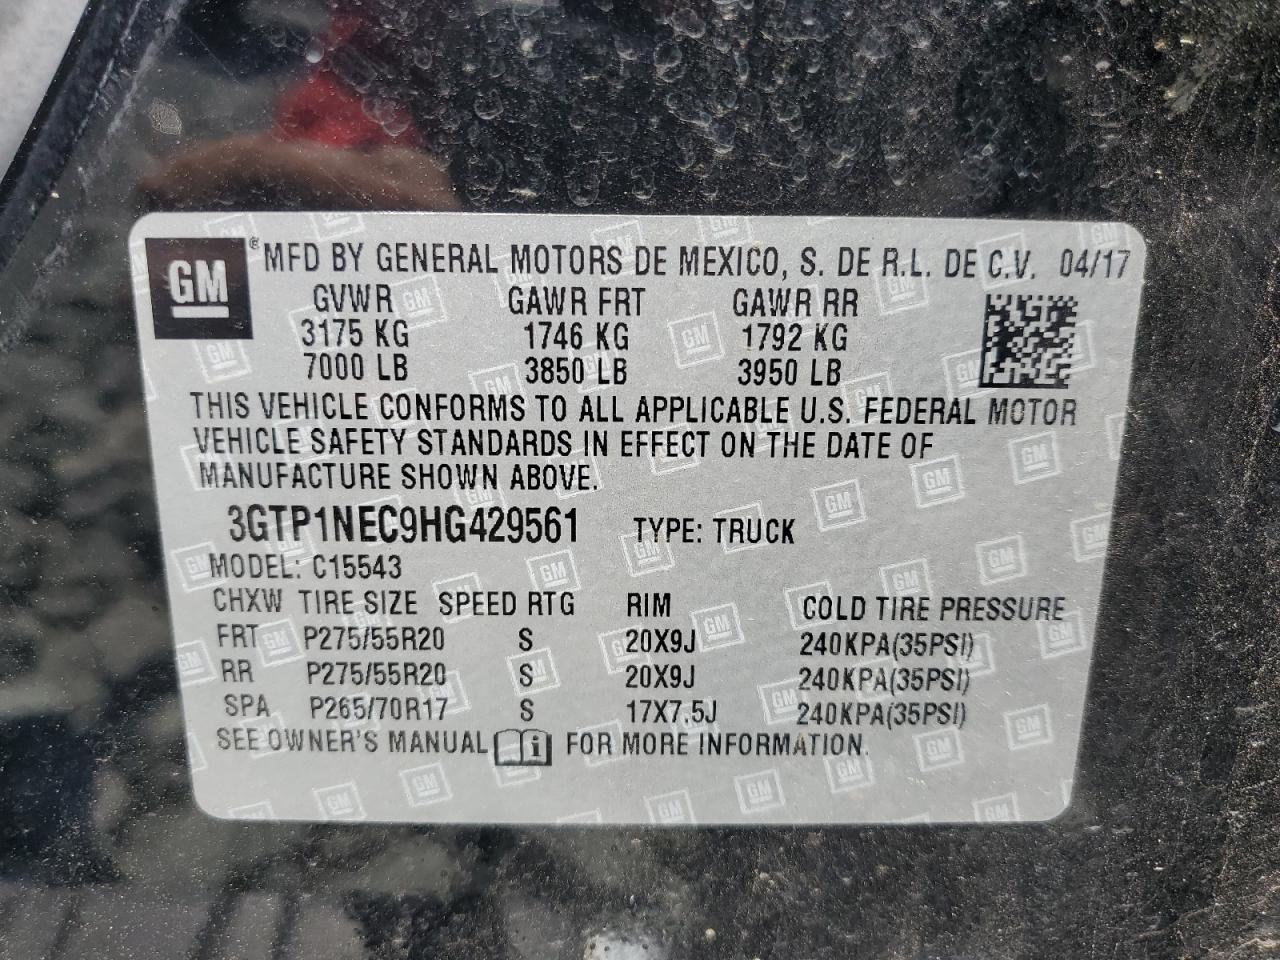 GM ® MFD BY GENERAL MOTORS DE MEXICO, S. DE R.L. DE C.V. 04/17
GVWR GAWR FRT GAWR RR
3175 KG 1746 KG 1792 KG
7000 LB 3850 LB 3950 LB
THIS VEHICLE CONFORMS TO ALL APPLICABLE U.S. FEDERAL MOTOR
VEHICLE SAFETY STANDARDS IN EFFECT ON THE DATE OF
MANUFACTURE SHOWN ABOVE.
3GTP1NEC9HG429561 TYPE: TRUCK
MODEL: C15543
CHXW TIRE SIZE SPEED RTG RIM COLD TIRE PRESSURE
FRT P275/55R20 S 20X9J 240KPA(35PSI)
RR P275/55R20 S 20X9J 240KPA(35PSI)
SPA P265/70R17 S 17X7.5J 240KPA(35PSI)
SEE OWNER'S MANUAL i FOR MORE INFORMATION.